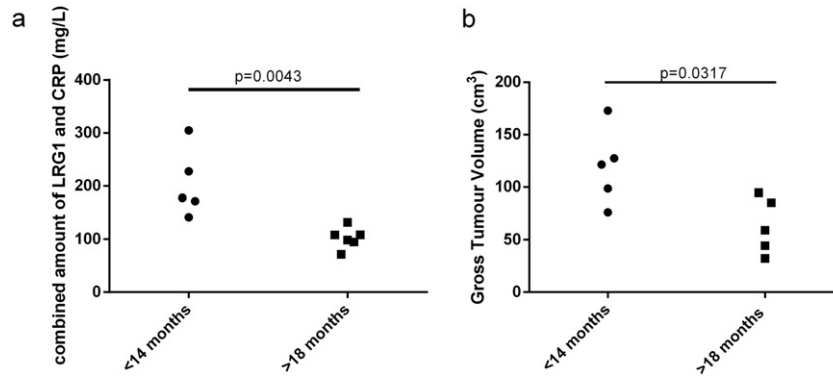 a
combined amount of LRG1 and CRP (mg/L)
400
300
200
100
0
p=0.0043
<14 months
>18 months
b
Gross Tumour Volume (cm³)
200
150
100
50
0
p=0.0317
<14 months
>18 months